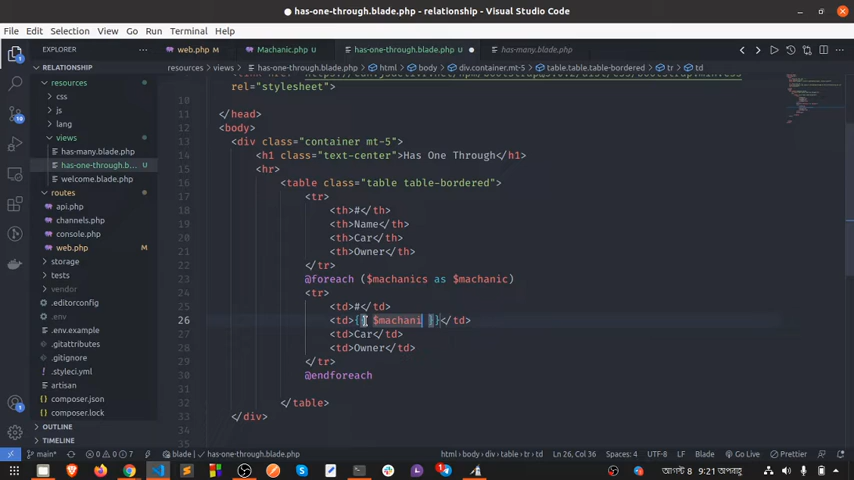 ● has-one-through.blade.php - relationship - Visual Studio Code
File Edit Selection View Go Run Terminal Help
EXPLORER ···
web.php M
Machanic.php U
has-one-through.blade.php U ●
has-many.blade.php
RELATIONSHIP
resources > views > has-one-through.blade.php > html > body > div.container.mt-5 > table.table.table-bordered > tr > td
resources
css
js
lang
views
has-many.blade.php
has-one-through.b... U
welcome.blade.php
routes
api.php
channels.php
console.php
web.php M
storage
tests
vendor
.editorconfig
.env
.env.example
.gitattributes
.gitignore
.styleci.yml
artisan
composer.json
composer.lock
OUTLINE
TIMELINE
rel="stylesheet">
10
11 </head>
12 <body>
13 <div class="container mt-5">
14 <h1 class="text-center">Has One Through</h1>
15 <hr>
16 <table class="table table-bordered">
17 <tr>
18 <th>#</th>
19 <th>Name</th>
20 <th>Car</th>
21 <th>Owner</th>
22 </tr>
23 @foreach ($machanics as $mechanic)
24 <tr>
25 <td>#</td>
26 <td>{{ $machani }}</td>
27 <td>Car</td>
28 <td>Owner</td>
29 </tr>
30 @endforeach
31
32 </table>
33 </div>
34
35
main* 0 0 7 has-one-through.blade.php html › body › div › table › tr › td Ln 26, Col 36 Spaces: 4 UTF-8 LF Blade Go Live Prettier
আগষ্ট 8 9:21 অপরাহ্ন